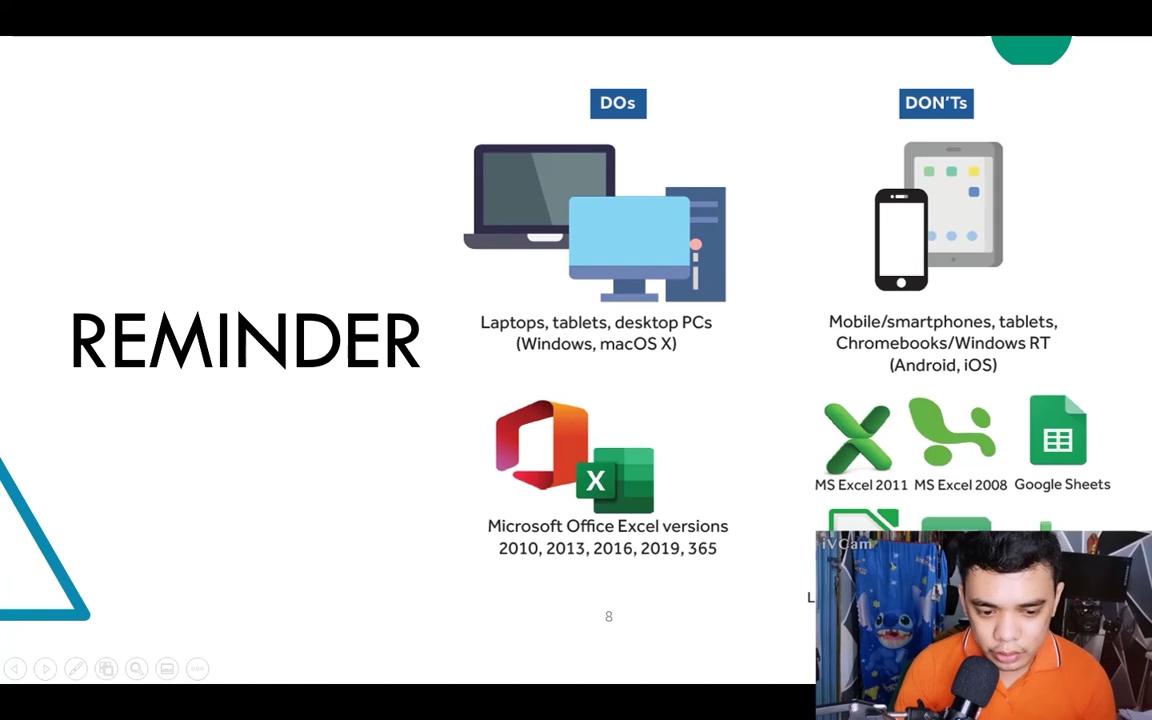 REMINDER
DOs
Laptops, tablets, desktop PCs
(Windows, macOS X)
X
Microsoft Office Excel versions
2010, 2013, 2016, 2019, 365
DON'Ts
Mobile/smartphones, tablets,
Chromebooks/Windows RT
(Android, iOS)
MS Excel 2011 MS Excel 2008 Google Sheets
L
8
iVCam